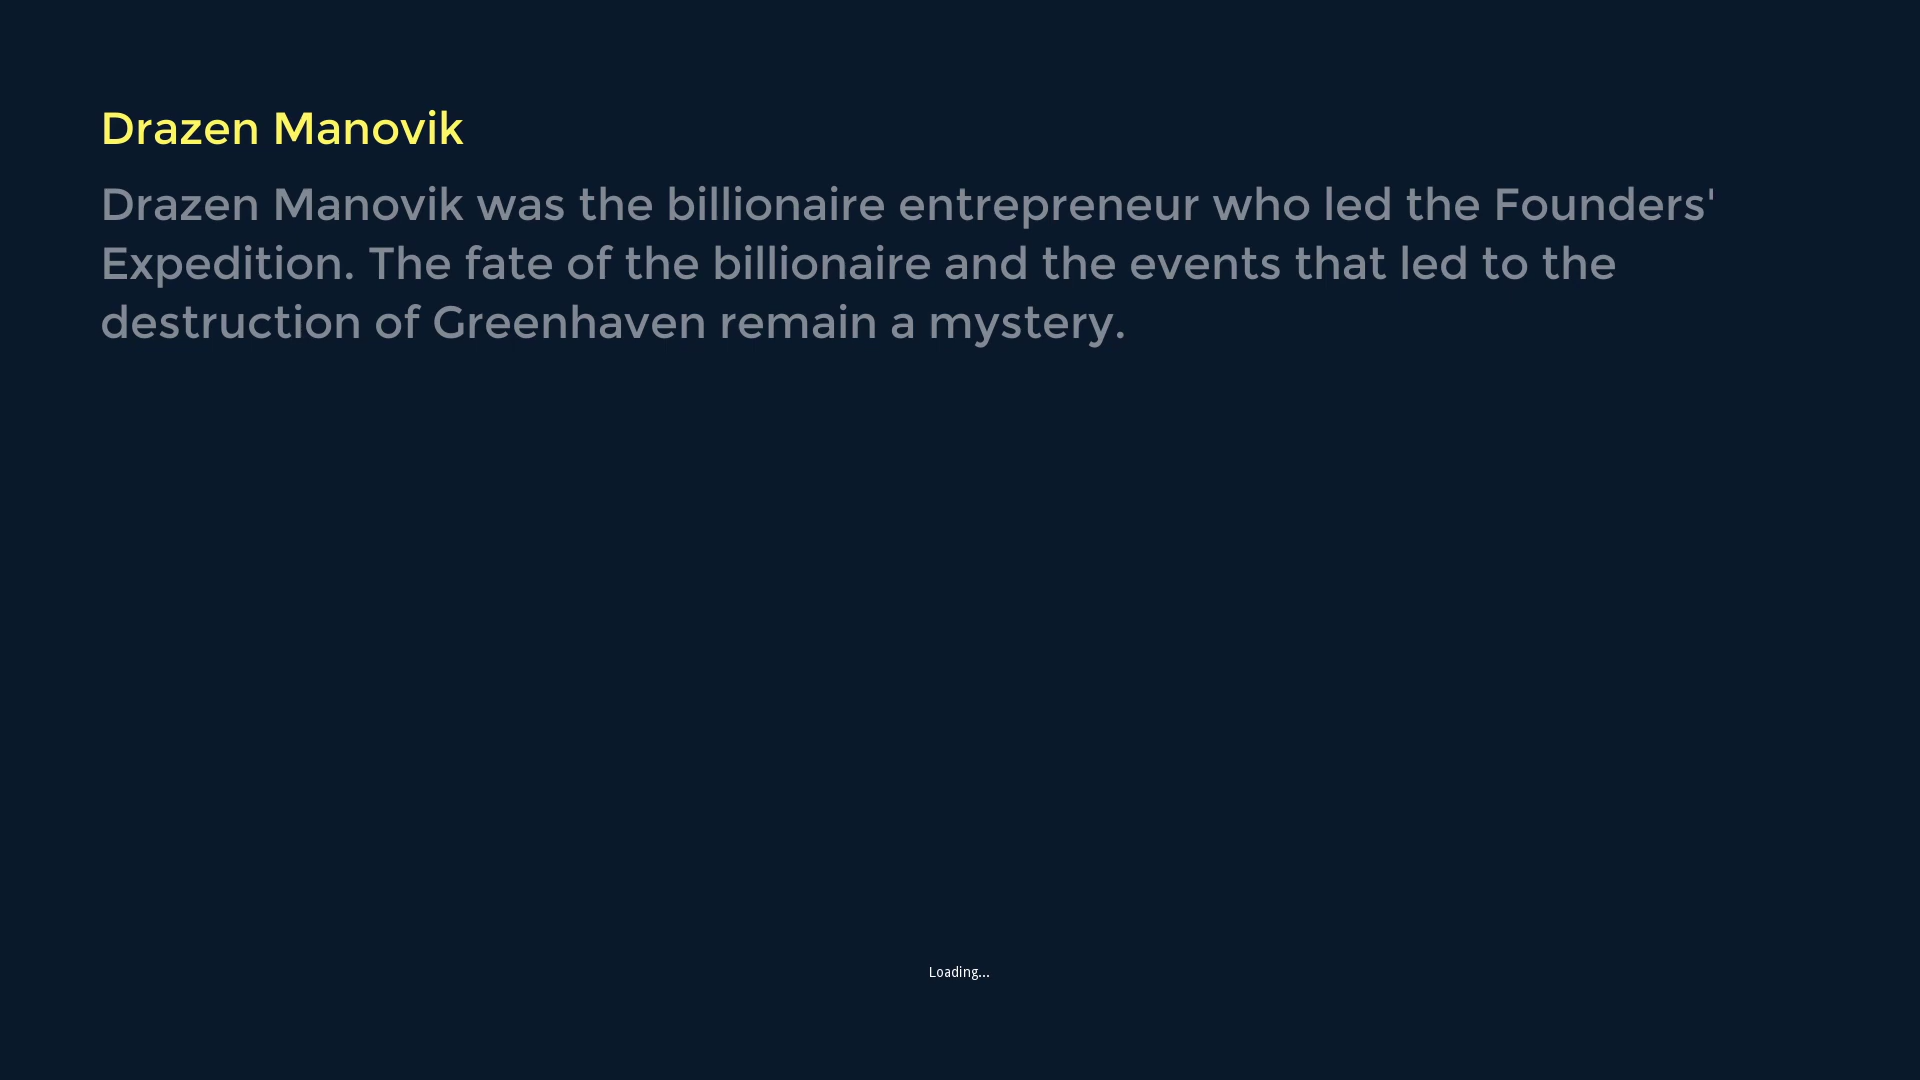 Drazen Manovik
Drazen Manovik was the billionaire entrepreneur who led the Founders'
Expedition. The fate of the billionaire and the events that led to the
destruction of Greenhaven remain a mystery.
Loading...